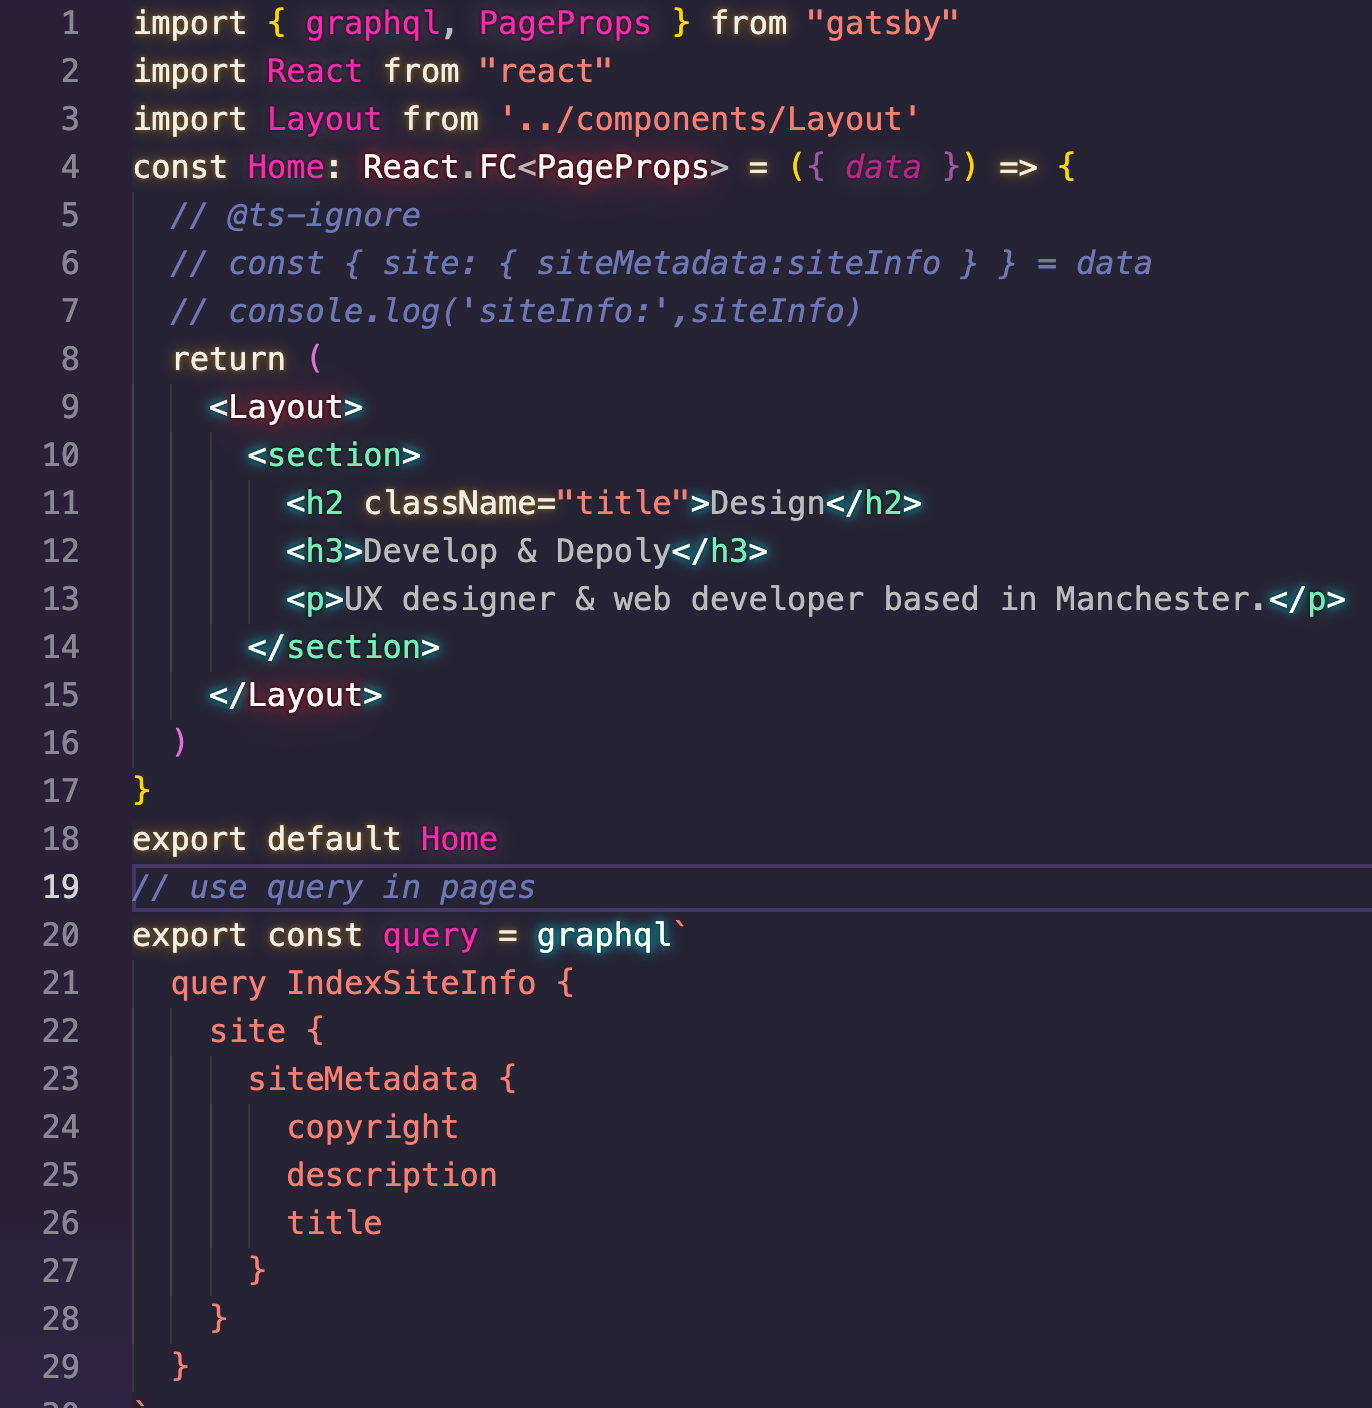 1 import { graphql, PageProps } from "gatsby"
2 import React from "react"
3 import Layout from '../components/Layout'
4 const Home: React.FC<PageProps> = ({ data }) => {
5 // @ts-ignore
6 // const { site: { siteMetadata:siteInfo } } = data
7 // console.log('siteInfo:',siteInfo)
8 return (
9 <Layout>
10 <section>
11 <h2 className="title">Design</h2>
12 <h3>Develop & Depoly</h3>
13 <p>UX designer & web developer based in Manchester.</p>
14 </section>
15 </Layout>
16 )
17 }
18 export default Home
19 // use query in pages
20 export const query = graphql`
21 query IndexSiteInfo {
22 site {
23 siteMetadata {
24 copyright
25 description
26 title
27 }
28 }
29 }
30 `